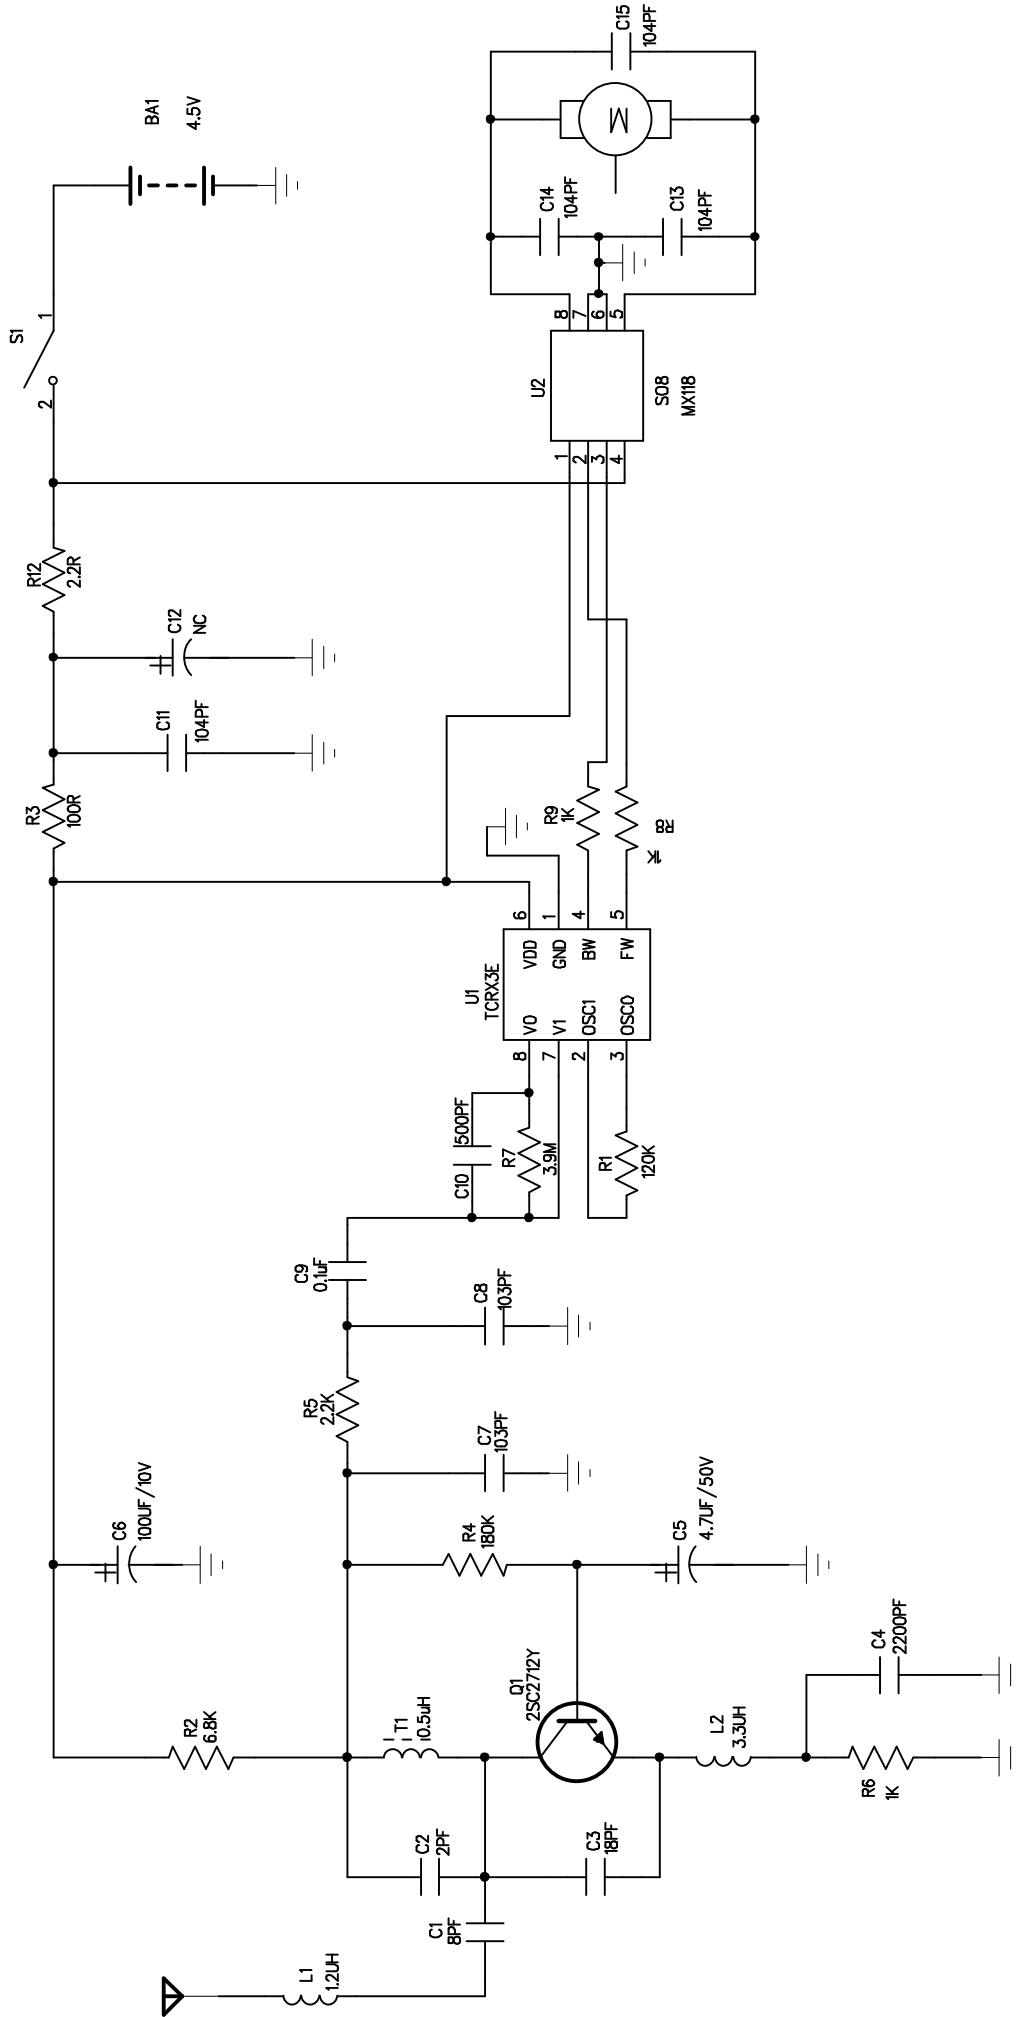 C15
104PF
BA1
4.5V
M
C14
104PF
C13
104PF
S1
1
2
8
7
6
5
U2
SO8
MX118
1
2
3
4
R12
2.2R
C12
NC
C11
104PF
R3
100R
R9
1K
R8
1K
6
1
4
5
U1
TCRX3E
VDD
GND
BW
FW
VO
V1
OSC1
OSCO
8
7
2
3
500PF
C10
R7
3.9M
R1
120K
C9
0.1uF
C8
103PF
R5
2.2K
C7
103PF
C6
100UF/10V
R4
180K
C5
4.7UF/50V
C4
2200PF
Q1
2SC2712Y
R2
6.8K
T1
0.5uH
L2
3.3UH
R6
1K
C2
2PF
C3
18PF
C1
8PF
L1
1.2UH